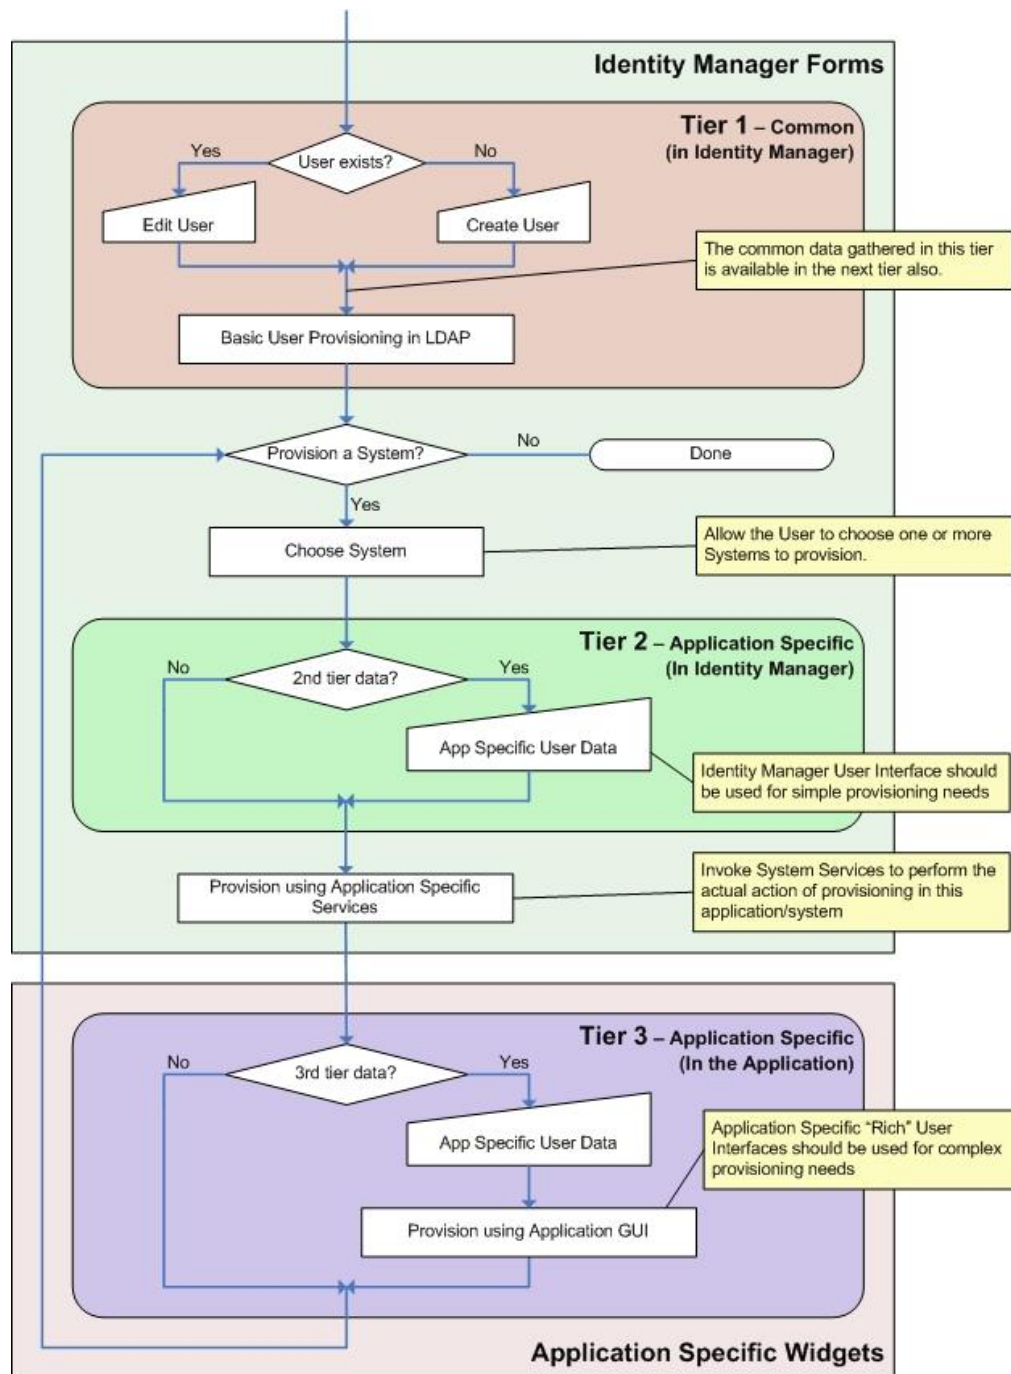 Identity Manager Forms
Tier 1 – Common
(in Identity Manager)
User exists?
Yes
No
Edit User
Create User
The common data gathered in this tier
is available in the next tier also.
Basic User Provisioning in LDAP
Provision a System?
No
Done
Yes
Choose System
Allow the User to choose one or more
Systems to provision.
Tier 2 – Application Specific
(In Identity Manager)
No
2nd tier data?
Yes
App Specific User Data
Identity Manager User Interface should
be used for simple provisioning needs
Provision using Application Specific
Services
Invoke System Services to perform the
actual action of provisioning in this
application/system
Tier 3 – Application Specific
(In the Application)
No
3rd tier data?
Yes
App Specific User Data
Application Specific “Rich” User
Interfaces should be used for complex
provisioning needs
Provision using Application GUI
Application Specific Widgets